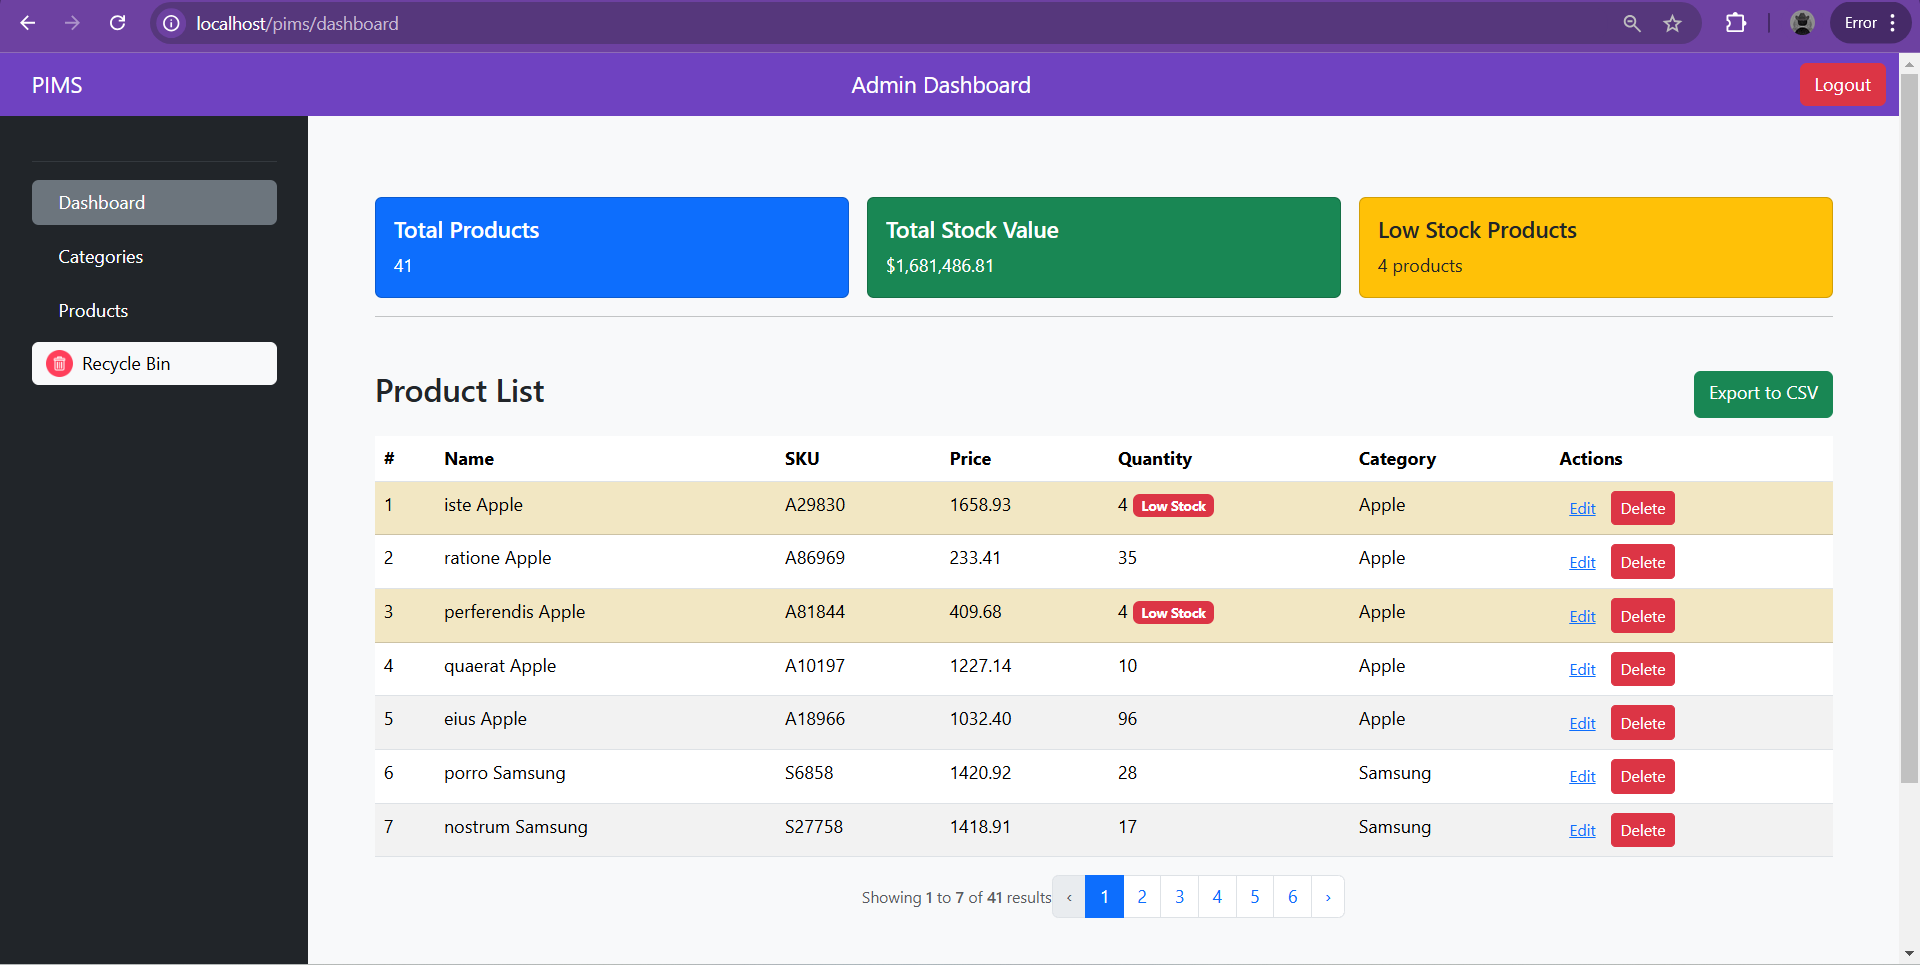 localhost/pims/dashboard
Error
PIMS
Admin Dashboard
Logout
Dashboard
Categories
Products
Recycle Bin
Total Products
41
Total Stock Value
$1,681,486.81
Low Stock Products
4 products
Product List
Export to CSV
# Name SKU Price Quantity Category Actions
1 iste Apple A29830 1658.93 4 Low Stock Apple Edit Delete
2 ratione Apple A86969 233.41 35 Apple Edit Delete
3 perferendis Apple A81844 409.68 4 Low Stock Apple Edit Delete
4 quaerat Apple A10197 1227.14 10 Apple Edit Delete
5 eius Apple A18966 1032.40 96 Apple Edit Delete
6 porro Samsung S6858 1420.92 28 Samsung Edit Delete
7 nostrum Samsung S27758 1418.91 17 Samsung Edit Delete
Showing 1 to 7 of 41 results ‹ 1 2 3 4 5 6 ›